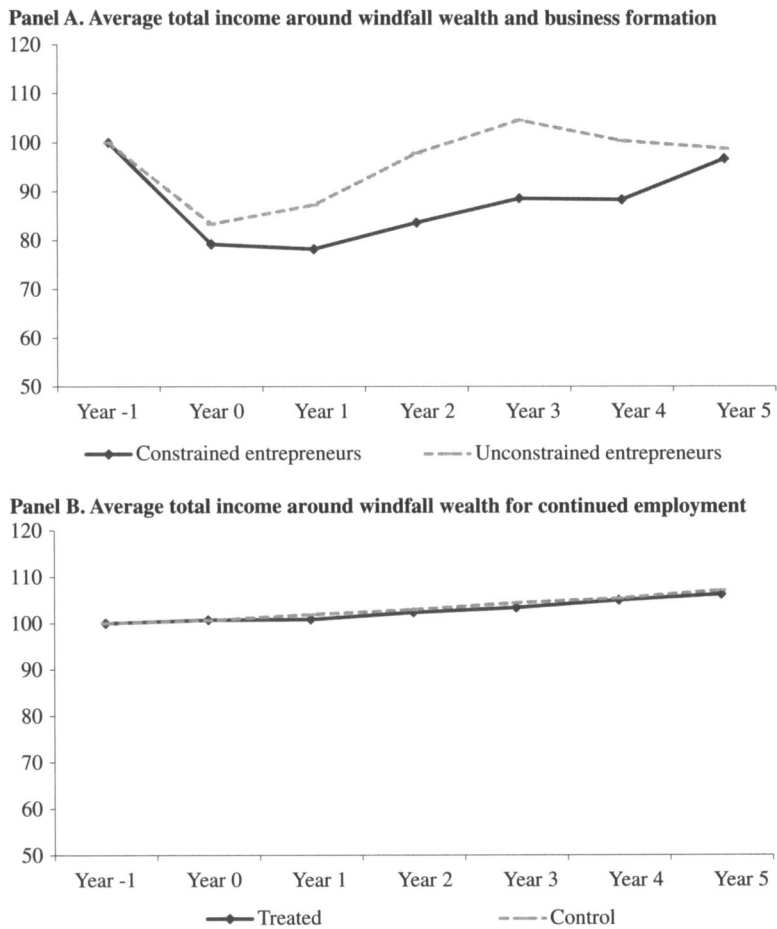 Panel A. Average total income around windfall wealth and business formation
120
110
100
90
80
70
60
50
Year -1 Year 0 Year 1 Year 2 Year 3 Year 4 Year 5
Constrained entrepreneurs Unconstrained entrepreneurs
Panel B. Average total income around windfall wealth for continued employment
120
110
100
90
80
70
60
50
Year -1 Year 0 Year 1 Year 2 Year 3 Year 4 Year 5
Treated Control